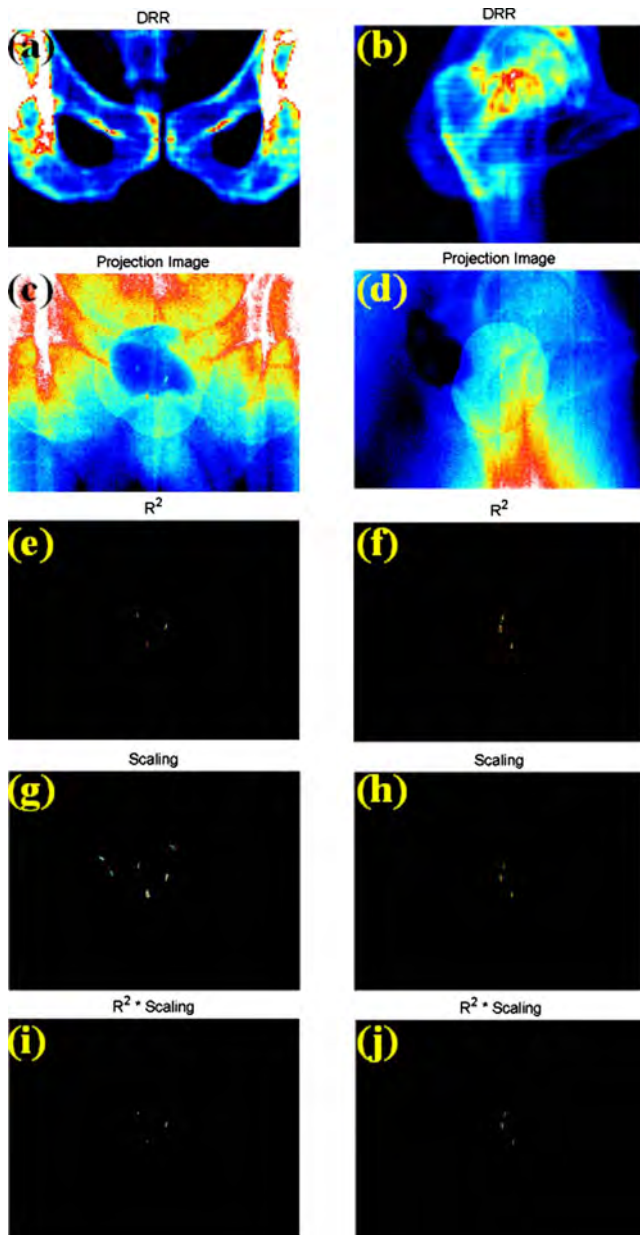 DRR
DRR
(a)
(b)
Projection Image
Projection Image
(c)
(d)
R²
R²
(e)
(f)
Scaling
Scaling
(g)
(h)
R² * Scaling
R² * Scaling
(i)
(j)